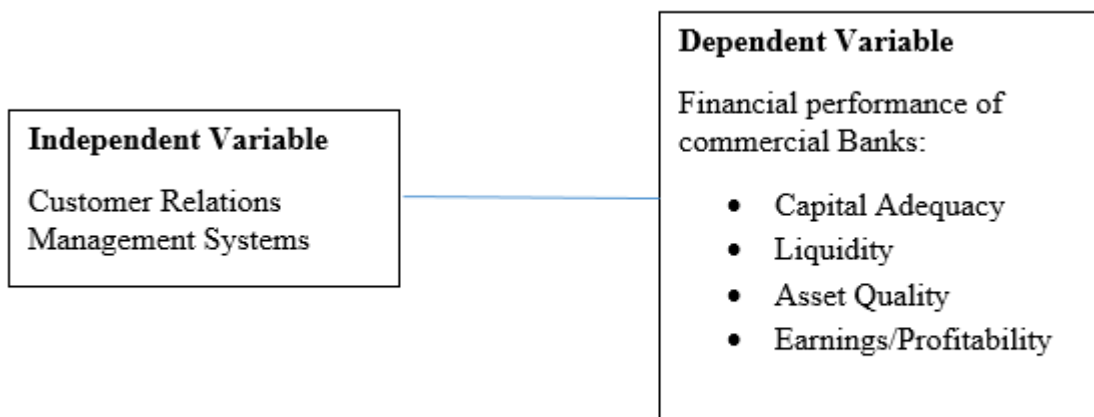 Independent Variable
Customer Relations
Management Systems
Dependent Variable
Financial performance of
commercial Banks:
• Capital Adequacy
• Liquidity
• Asset Quality
• Earnings/Profitability